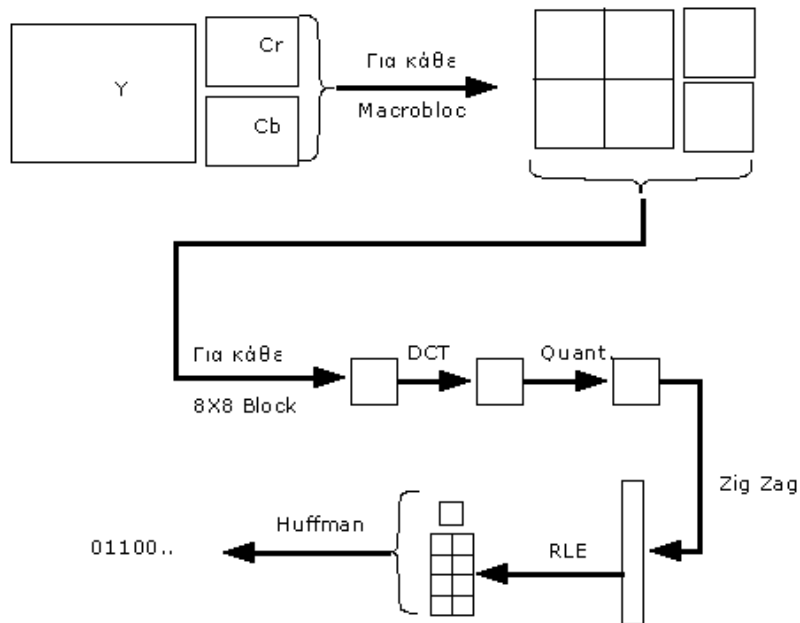 Y
Cr
Cb
Για κάθε
Macrobloc
Για κάθε
8X8 Block
DCT
Quant.
Zig Zag
RLE
Huffman
01100..